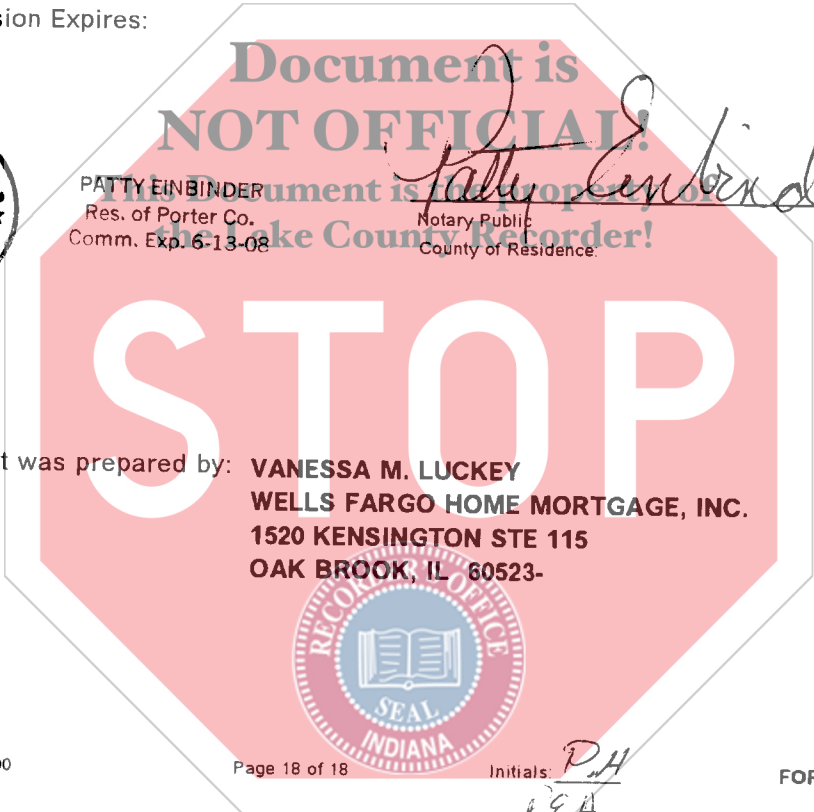 sion Expires:
Document is
NOT OFFICIAL!
This Document is the property of
the Lake County Recorder!
PATTY EINBINDER
Res. of Porter Co.
Comm. Exp. 6-13-08
Patty Einbind
Notary Public
County of Residence:
STOP
t was prepared by: VANESSA M. LUCKEY
WELLS FARGO HOME MORTGAGE, INC.
1520 KENSINGTON STE 115
OAK BROOK, IL 60523-
RECORDER'S OFFICE
SEAL
INDIANA
Page 18 of 18
Initials: P.H
FOR